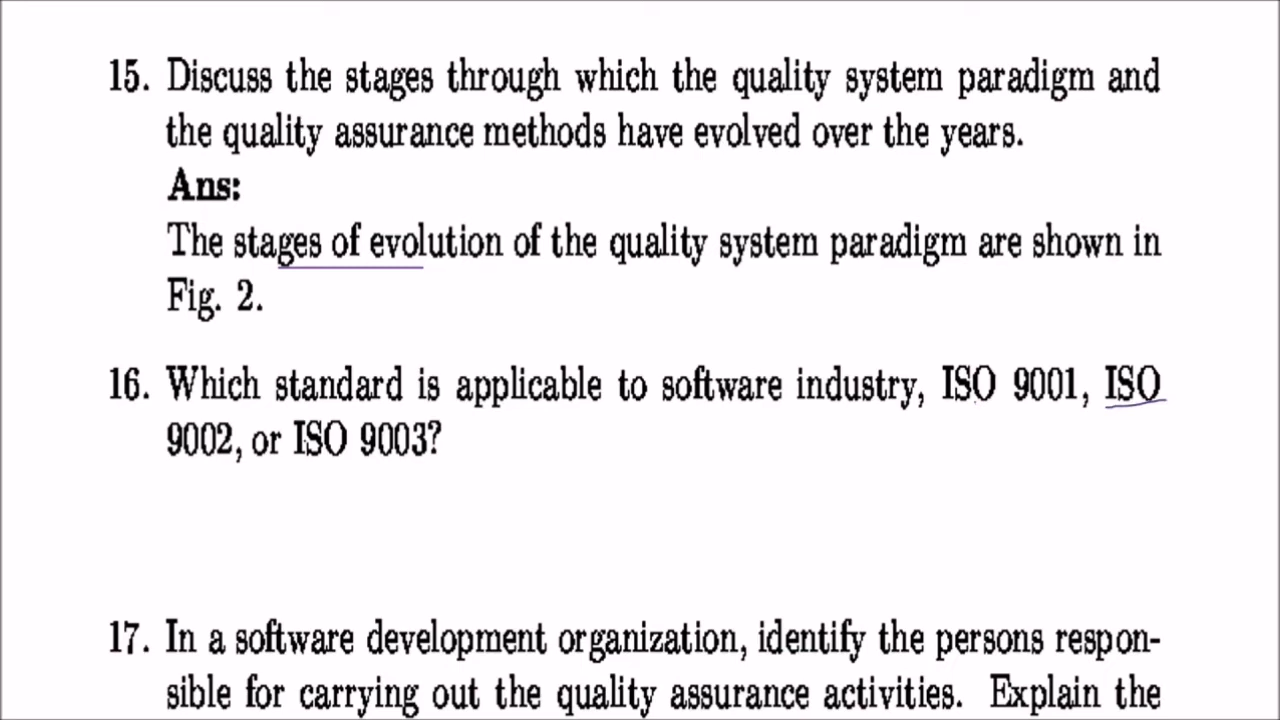 15. Discuss the stages through which the quality system paradigm and
the quality assurance methods have evolved over the years.
Ans:
The stages of evolution of the quality system paradigm are shown in
Fig. 2.
16. Which standard is applicable to software industry, ISO 9001, ISO
9002, or ISO 9003?
17. In a software development organization, identify the persons respon-
sible for carrying out the quality assurance activities. Explain the